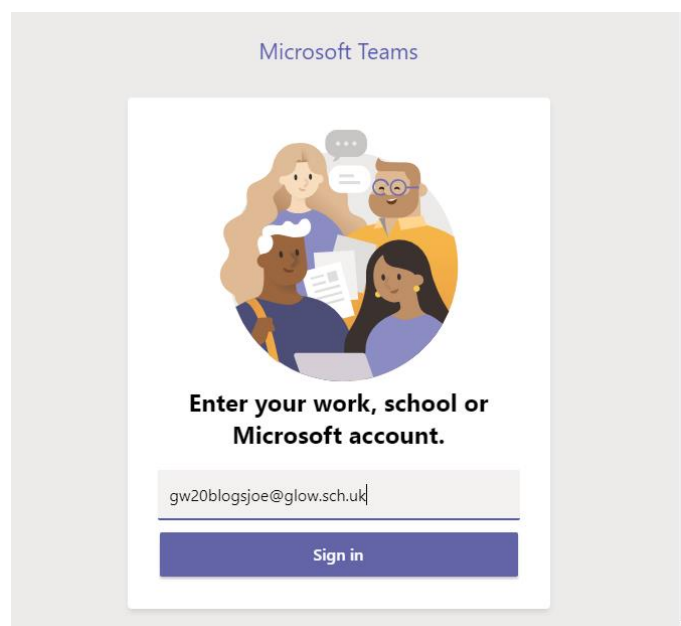 Microsoft Teams
Enter your work, school or
Microsoft account.
gw20blogsjoe@glow.sch.uk
Sign in